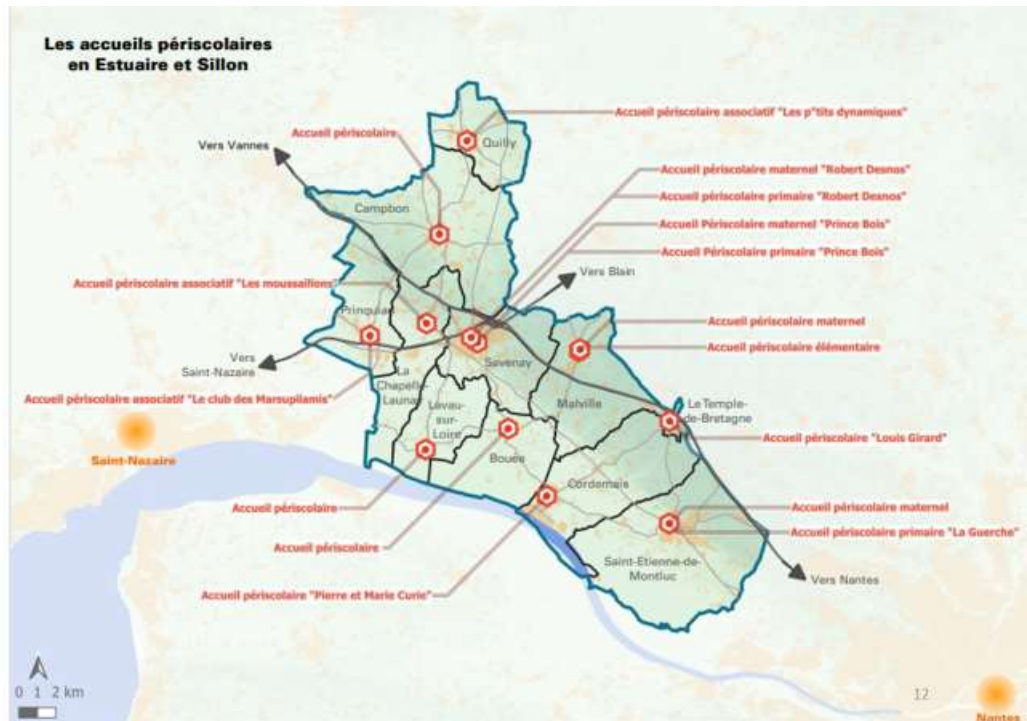 Les accueils périscolaires
en Estuaire et Sillon
Accueil périscolaire associatif "Les p"tits dynamiques"
Accueil périscolaire
Quilly
Vers Vannes
Accueil périscolaire maternel "Robert Desnos"
Accueil périscolaire primaire "Robert Desnos"
Campbon
Accueil Périscolaire maternel "Prince Bois"
Accueil Périscolaire primaire "Prince Bois"
Vers Blain
Accueil périscolaire associatif "Les moussaillons"
Prinquiau
Accueil périscolaire maternel
Accueil périscolaire élémentaire
Vers
Saint-Nazaire
Savenay
La
Chapelle-
Launay
Accueil périscolaire associatif "Le club des Marsupilamis"
Malville
Lavau-
sur-
Loire
Le Temple-
de-Bretagne
Saint-Nazaire
Accueil périscolaire "Louis Girard"
Bouée
Cordemais
Accueil périscolaire
Accueil périscolaire maternel
Accueil périscolaire primaire "La Guerche"
Accueil périscolaire
Saint-Etienne-de-
Montluc
Vers Nantes
Accueil périscolaire "Pierre et Marie Curie"
0 1 2 km
12
Nantes